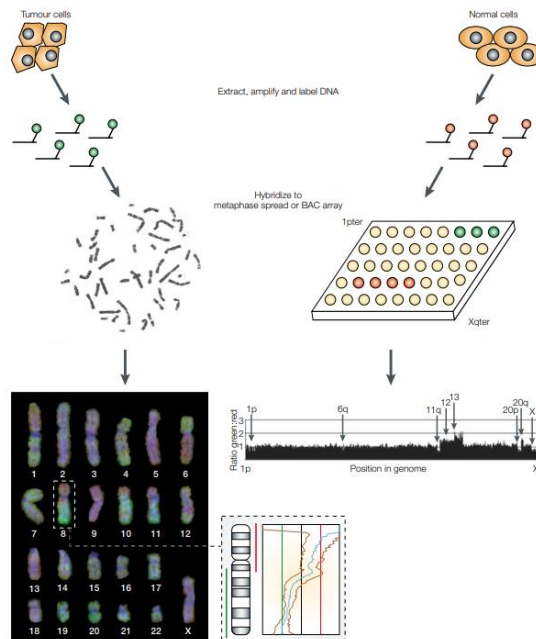 Tumour cells
Normal cells
Extract, amplify and label DNA
Hybridize to
metaphase spread or BAC array
1pter
Xqter
1 2 3 4 5 6
7 8 9 10 11 12
13 14 15 16 17
18 19 20 21 22 X
1p 6q 11q 12 13 20p 20q X
Ratio green:red
3
2
1
1p Position in genome X